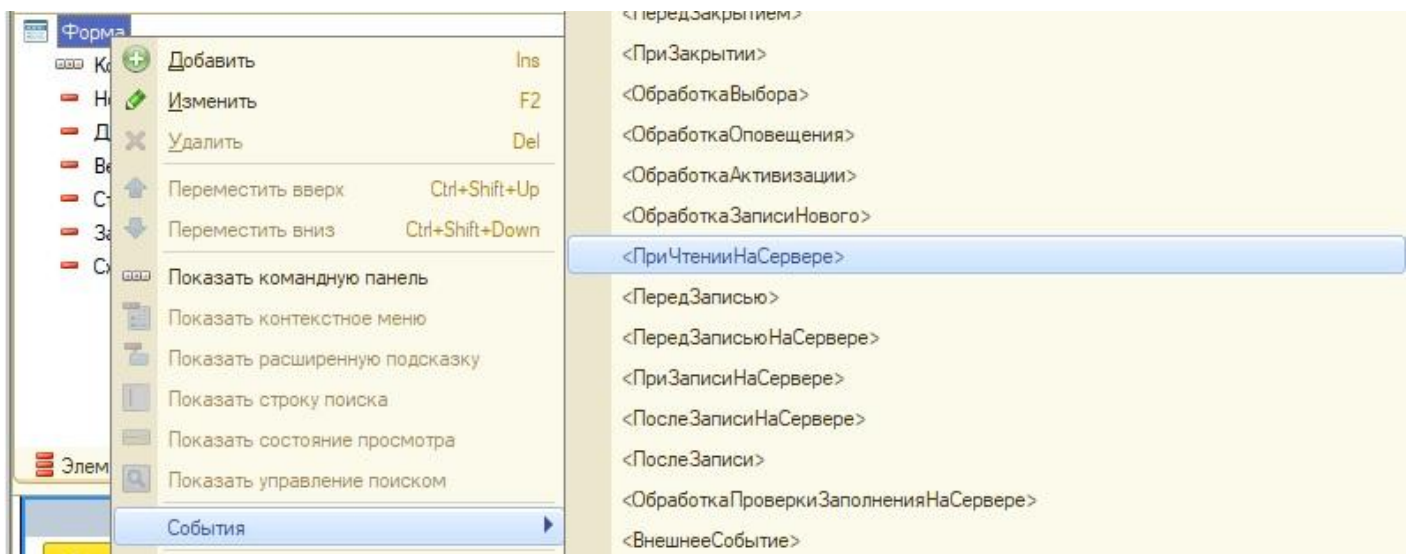 Форма
Добавить Ins
Изменить F2
Удалить Del
Переместить вверх Ctrl+Shift+Up
Переместить вниз Ctrl+Shift+Down
Показать командную панель
Показать контекстное меню
Показать расширенную подсказку
Показать строку поиска
Показать состояние просмотра
Показать управление поиском
События
<ПередЗакрытием>
<ПриЗакрытии>
<ОбработкаВыбора>
<ОбработкаОповещения>
<ОбработкаАктивизации>
<ОбработкаЗаписиНового>
<ПриЧтенииНаСервере>
<ПередЗаписью>
<ПередЗаписьюНаСервере>
<ПриЗаписиНаСервере>
<ПослеЗаписиНаСервере>
<ПослеЗаписи>
<ОбработкаПроверкиЗаполненияНаСервере>
<ВнешнееСобытие>